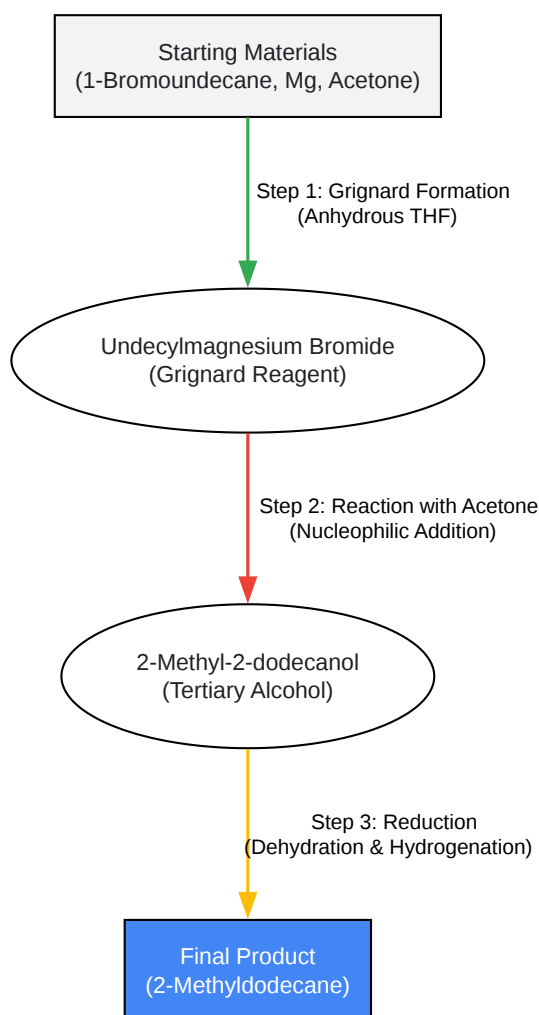 Starting Materials
(1-Bromoundecane, Mg, Acetone)
Step 1: Grignard Formation
(Anhydrous THF)
Undecylmagnesium Bromide
(Grignard Reagent)
Step 2: Reaction with Acetone
(Nucleophilic Addition)
2-Methyl-2-dodecanol
(Tertiary Alcohol)
Step 3: Reduction
(Dehydration & Hydrogenation)
Final Product
(2-Methyldodecane)